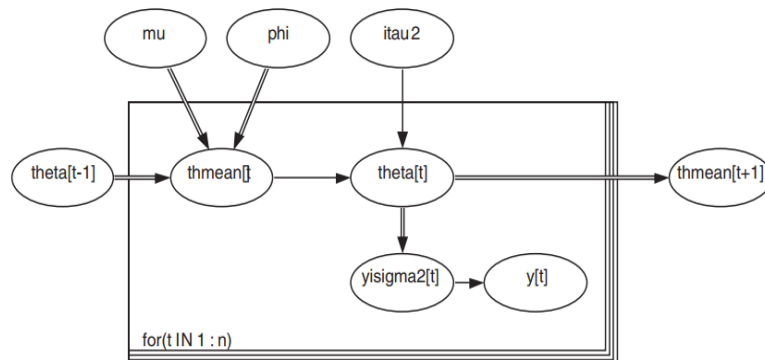 mu
phi
itau2
theta[t-1]
thmean[t
theta[t]
thmean[t+1]
yisigma2[t]
y[t]
for(t IN 1 : n)